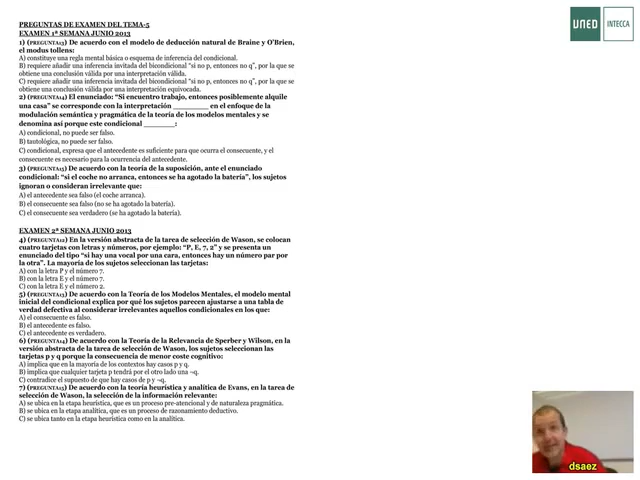 PREGUNTAS DE EXAMEN DEL TEMA-5
EXAMEN 1ª SEMANA JUNIO 2013
1) (PREGUNTA13) De acuerdo con el modelo de deducción natural de Braine y O'Brien,
el modus tollens:
A) constituye una regla mental básico o esquema de inferencia del condicional.
B) requiere añadir una inferencia invitada del bicondicional "si no p, entonces no q", por la que se
obtiene una conclusión válida por una interpretación válida.
C) requiere añadir una inferencia invitada del bicondicional "si no p, entonces no q", por la que se
obtiene una conclusión válida por una interpretación equivocada.
2) (PREGUNTA14) El enunciado: "Si encuentro trabajo, entonces posiblemente alquile
una casa" se corresponde con la interpretación ________ en el enfoque de la
modulación semántica y pragmática de la teoría de los modelos mentales y se
denomina así porque este condicional _______:
A) condicional, no puede ser falso.
B) tautológica, no puede ser falso.
C) condicional, expresa que el antecedente es suficiente para que ocurra el consecuente, y el
consecuente es necesario para la ocurrencia del antecedente.
3) (PREGUNTA15) De acuerdo con la teoría de la suposición, ante el enunciado
condicional: "si el coche no arranca, entonces se ha agotado la batería", los sujetos
ignoran o consideran irrelevante que:
A) el antecedente sea falso (el coche arranca).
B) el consecuente sea falso (no se ha agotado la batería).
C) el consecuente sea verdadero (se ha agotado la batería).
EXAMEN 2ª SEMANA JUNIO 2013
4) (PREGUNTA12) En la versión abstracta de la tarea de selección de Wason, se colocan
cuatro tarjetas con letras y números, por ejemplo: "P, E, 7, 2" y se presenta un
enunciado del tipo "si hay una vocal por una cara, entonces hay un número par por
la otra". La mayoría de los sujetos seleccionan las tarjetas:
A) con la letra P y el número 7.
B) con la letra E y el número 7.
C) con la letra E y el número 2.
5) (PREGUNTA13) De acuerdo con la Teoría de los Modelos Mentales, el modelo mental
inicial del condicional explica por qué los sujetos parecen ajustarse a una tabla de
verdad defectiva al considerar irrelevantes aquellos condicionales en los que:
A) el consecuente es falso.
B) el antecedente es falso.
C) el antecedente es verdadero.
6) (PREGUNTA14) De acuerdo con la Teoría de la Relevancia de Sperber y Wilson, en la
versión abstracta de la tarea de selección de Wason, los sujetos seleccionan las
tarjetas p y q porque la consecuencia de menor coste cognitivo:
A) implica que en la mayoría de los contextos hay casos p y q.
B) implica que cualquier tarjeta p tendrá por el otro lado una ¬q.
C) contradice el supuesto de que hay casos de p y ¬q.
7) (PREGUNTA15) De acuerdo con la teoría heurística y analítica de Evans, en la tarea de
selección de Wason, la selección de la información relevante:
A) se ubica en la etapa heurística, que es un proceso pre-atencional y de naturaleza pragmática.
B) se ubica en la etapa analítica, que es un proceso de razonamiento deductivo.
C) se ubica tanto en la etapa heurística como en la analítica.
UNED
INTECCA
dsaez